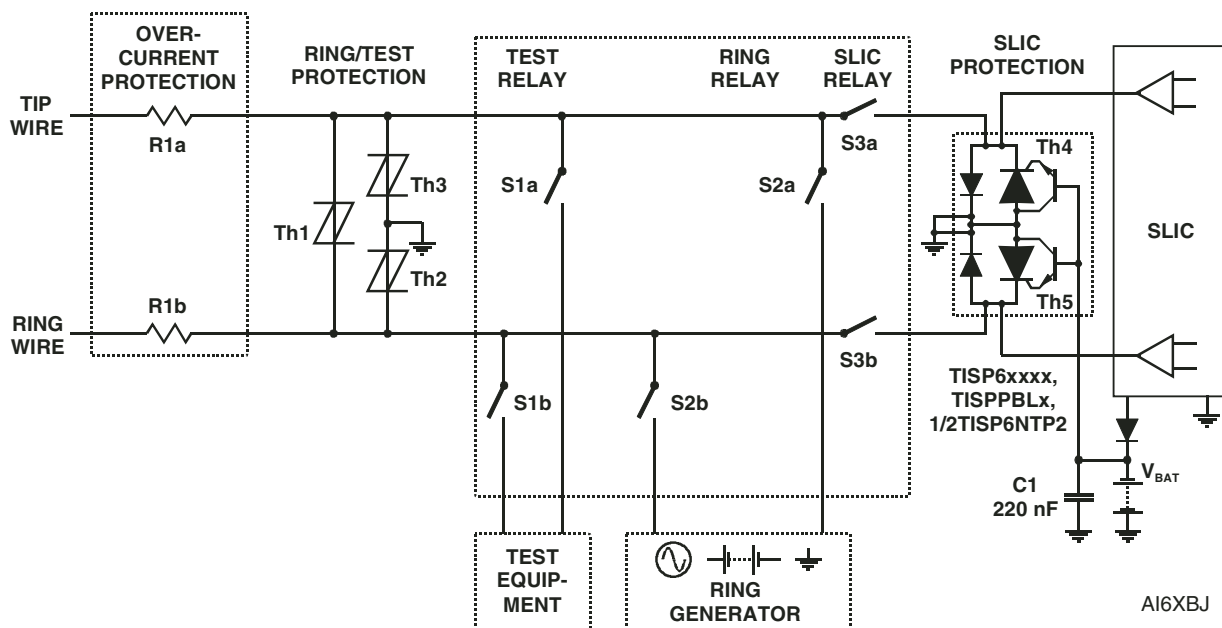 OVER-
CURRENT
PROTECTION
RING/TEST
PROTECTION
TEST
RELAY
RING
RELAY
SLIC
RELAY
SLIC
PROTECTION
TIP
WIRE
R1a
S3a
Th4
Th3
S1a
S2a
Th1
SLIC
Th2
Th5
R1b
RING
WIRE
S3b
S1b
S2b
TISP6xxxx,
TISPPBLx,
1/2TISP6NTP2
C1
220 nF
VBAT
TEST
EQUIP-
MENT
RING
GENERATOR
AI6XBJ